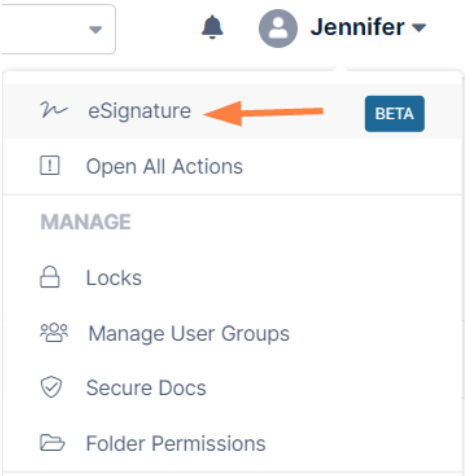 Jennifer
eSignature BETA
Open All Actions
MANAGE
Locks
Manage User Groups
Secure Docs
Folder Permissions